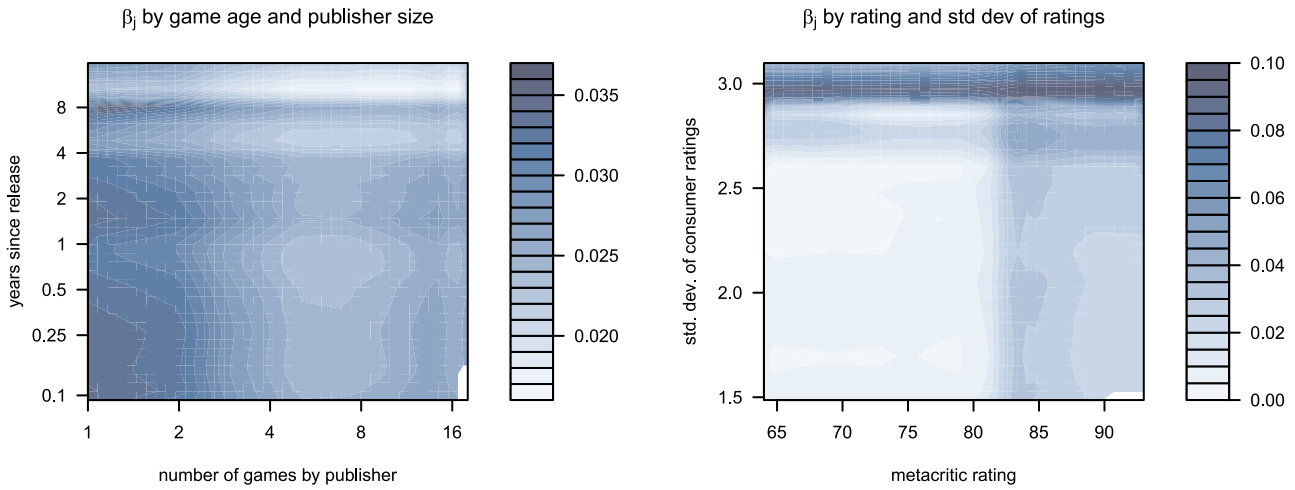 βj by game age and publisher size
years since release
8
4
2
1
0.5
0.25
0.1
1 2 4 8 16
number of games by publisher
0.035
0.030
0.025
0.020
βj by rating and std dev of ratings
std. dev. of consumer ratings
3.0
2.5
2.0
1.5
65 70 75 80 85 90
metacritic rating
0.10
0.08
0.06
0.04
0.02
0.00